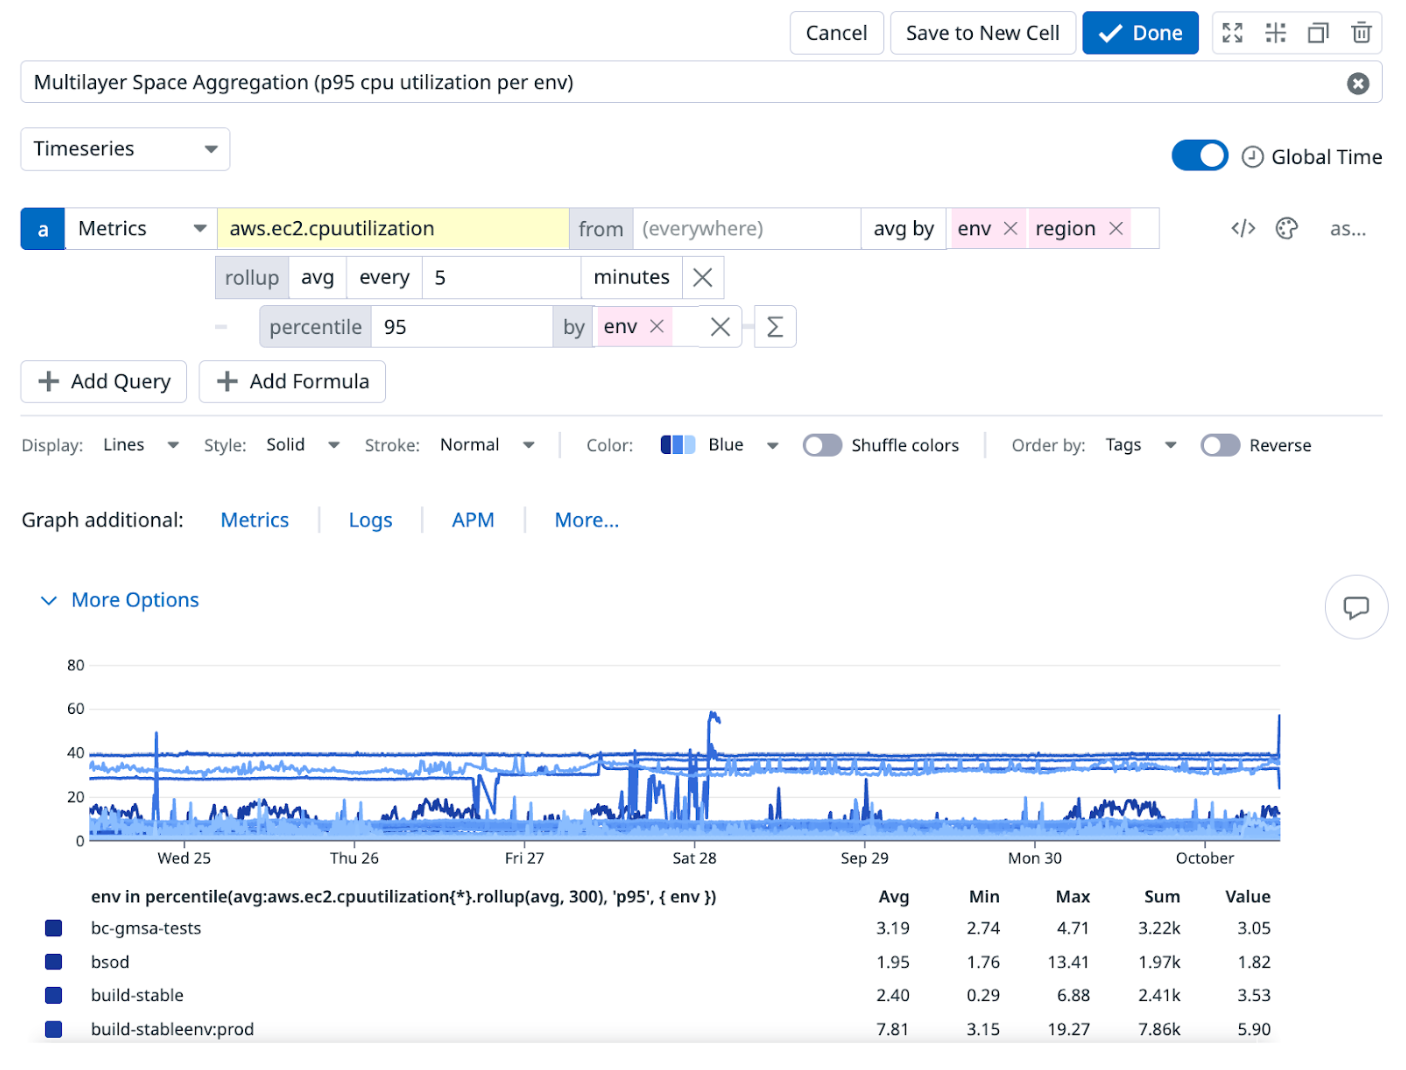 Cancel Save to New Cell Done
Multilayer Space Aggregation (p95 cpu utilization per env)
Timeseries
Global Time
a Metrics aws.ec2.cpuutilization from (everywhere) avg by env region as...
rollup avg every 5 minutes
percentile 95 by env Σ
Add Query Add Formula
Display: Lines Style: Solid Stroke: Normal Color: Blue Shuffle colors Order by: Tags Reverse
Graph additional: Metrics Logs APM More...
More Options
80
60
40
20
0
Wed 25 Thu 26 Fri 27 Sat 28 Sep 29 Mon 30 October
env in percentile(avg:aws.ec2.cpuutilization{*}.rollup(avg, 300), 'p95', { env }) Avg Min Max Sum Value
bc-gmsa-tests 3.19 2.74 4.71 3.22k 3.05
bsod 1.95 1.76 13.41 1.97k 1.82
build-stable 2.40 0.29 6.88 2.41k 3.53
build-stableenv:prod 7.81 3.15 19.27 7.86k 5.90